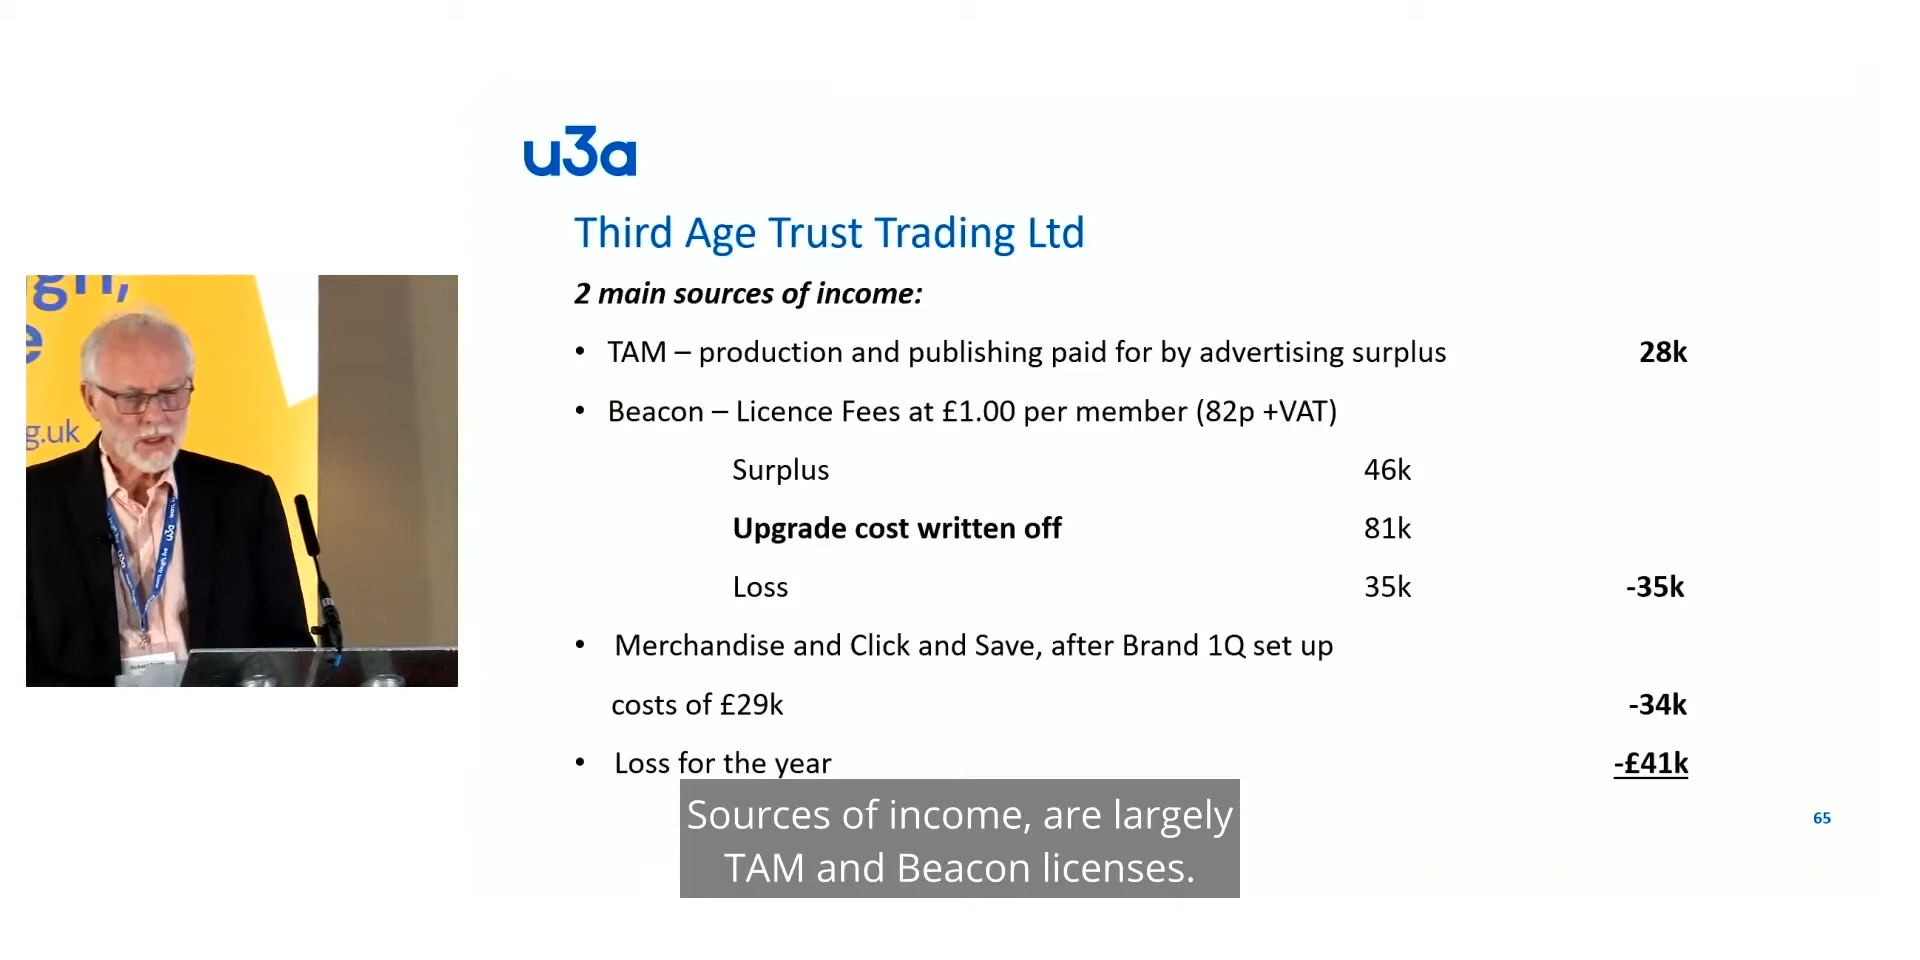 u3a
Third Age Trust Trading Ltd
2 main sources of income:
• TAM – production and publishing paid for by advertising surplus 28k
• Beacon – Licence Fees at £1.00 per member (82p +VAT)
Surplus 46k
Upgrade cost written off 81k
Loss 35k -35k
• Merchandise and Click and Save, after Brand 1Q set up
costs of £29k -34k
• Loss for the year -£41k
65
g.uk
u3a
Sources of income, are largely
TAM and Beacon licenses.